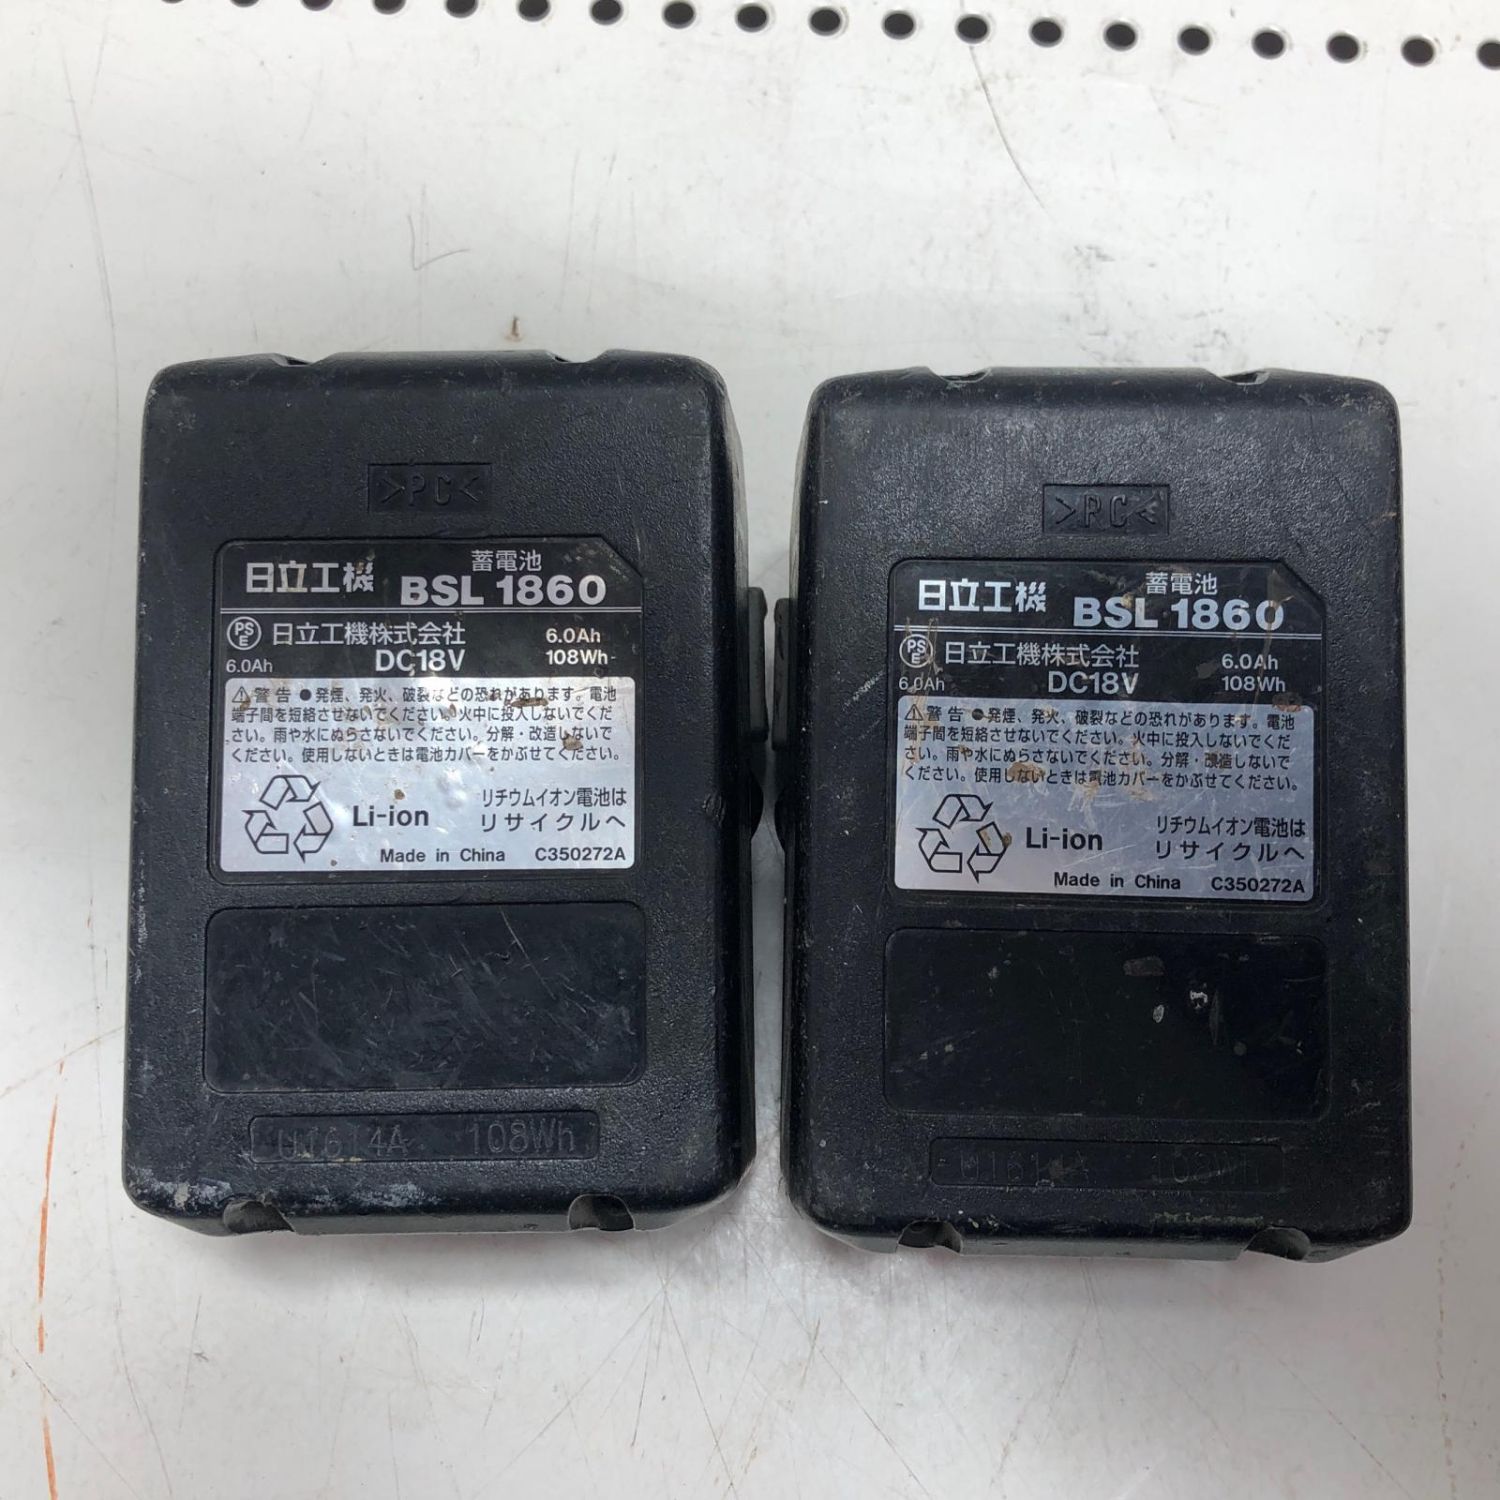 >PC<
日立工機
蓄電池
BSL 1860
PSE 日立工機株式会社 6.0Ah
6.0Ah DC18V 108Wh
⚠警告 ●発煙、発火、破裂などの恐れがあります。電池
端子間を短絡させないでください。火中に投入しないでくだ
さい。雨や水にぬらさないでください。分解・改造しないで
ください。使用しないときは電池カバーをかぶせてください。
Li-ion
リチウムイオン電池は
リサイクルへ
Made in China C350272A
U1614A 108Wh
>PC<
日立工機
蓄電池
BSL 1860
PSE 日立工機株式会社 6.0Ah
6.0Ah DC18V 108Wh
⚠警告 ●発煙、発火、破裂などの恐れがあります。電池
端子間を短絡させないでください。火中に投入しないでくだ
さい。雨や水にぬらさないでください。分解・改造しないで
ください。使用しないときは電池カバーをかぶせてください。
Li-ion
リチウムイオン電池は
リサイクルへ
Made in China C350272A
U1614A 108Wh